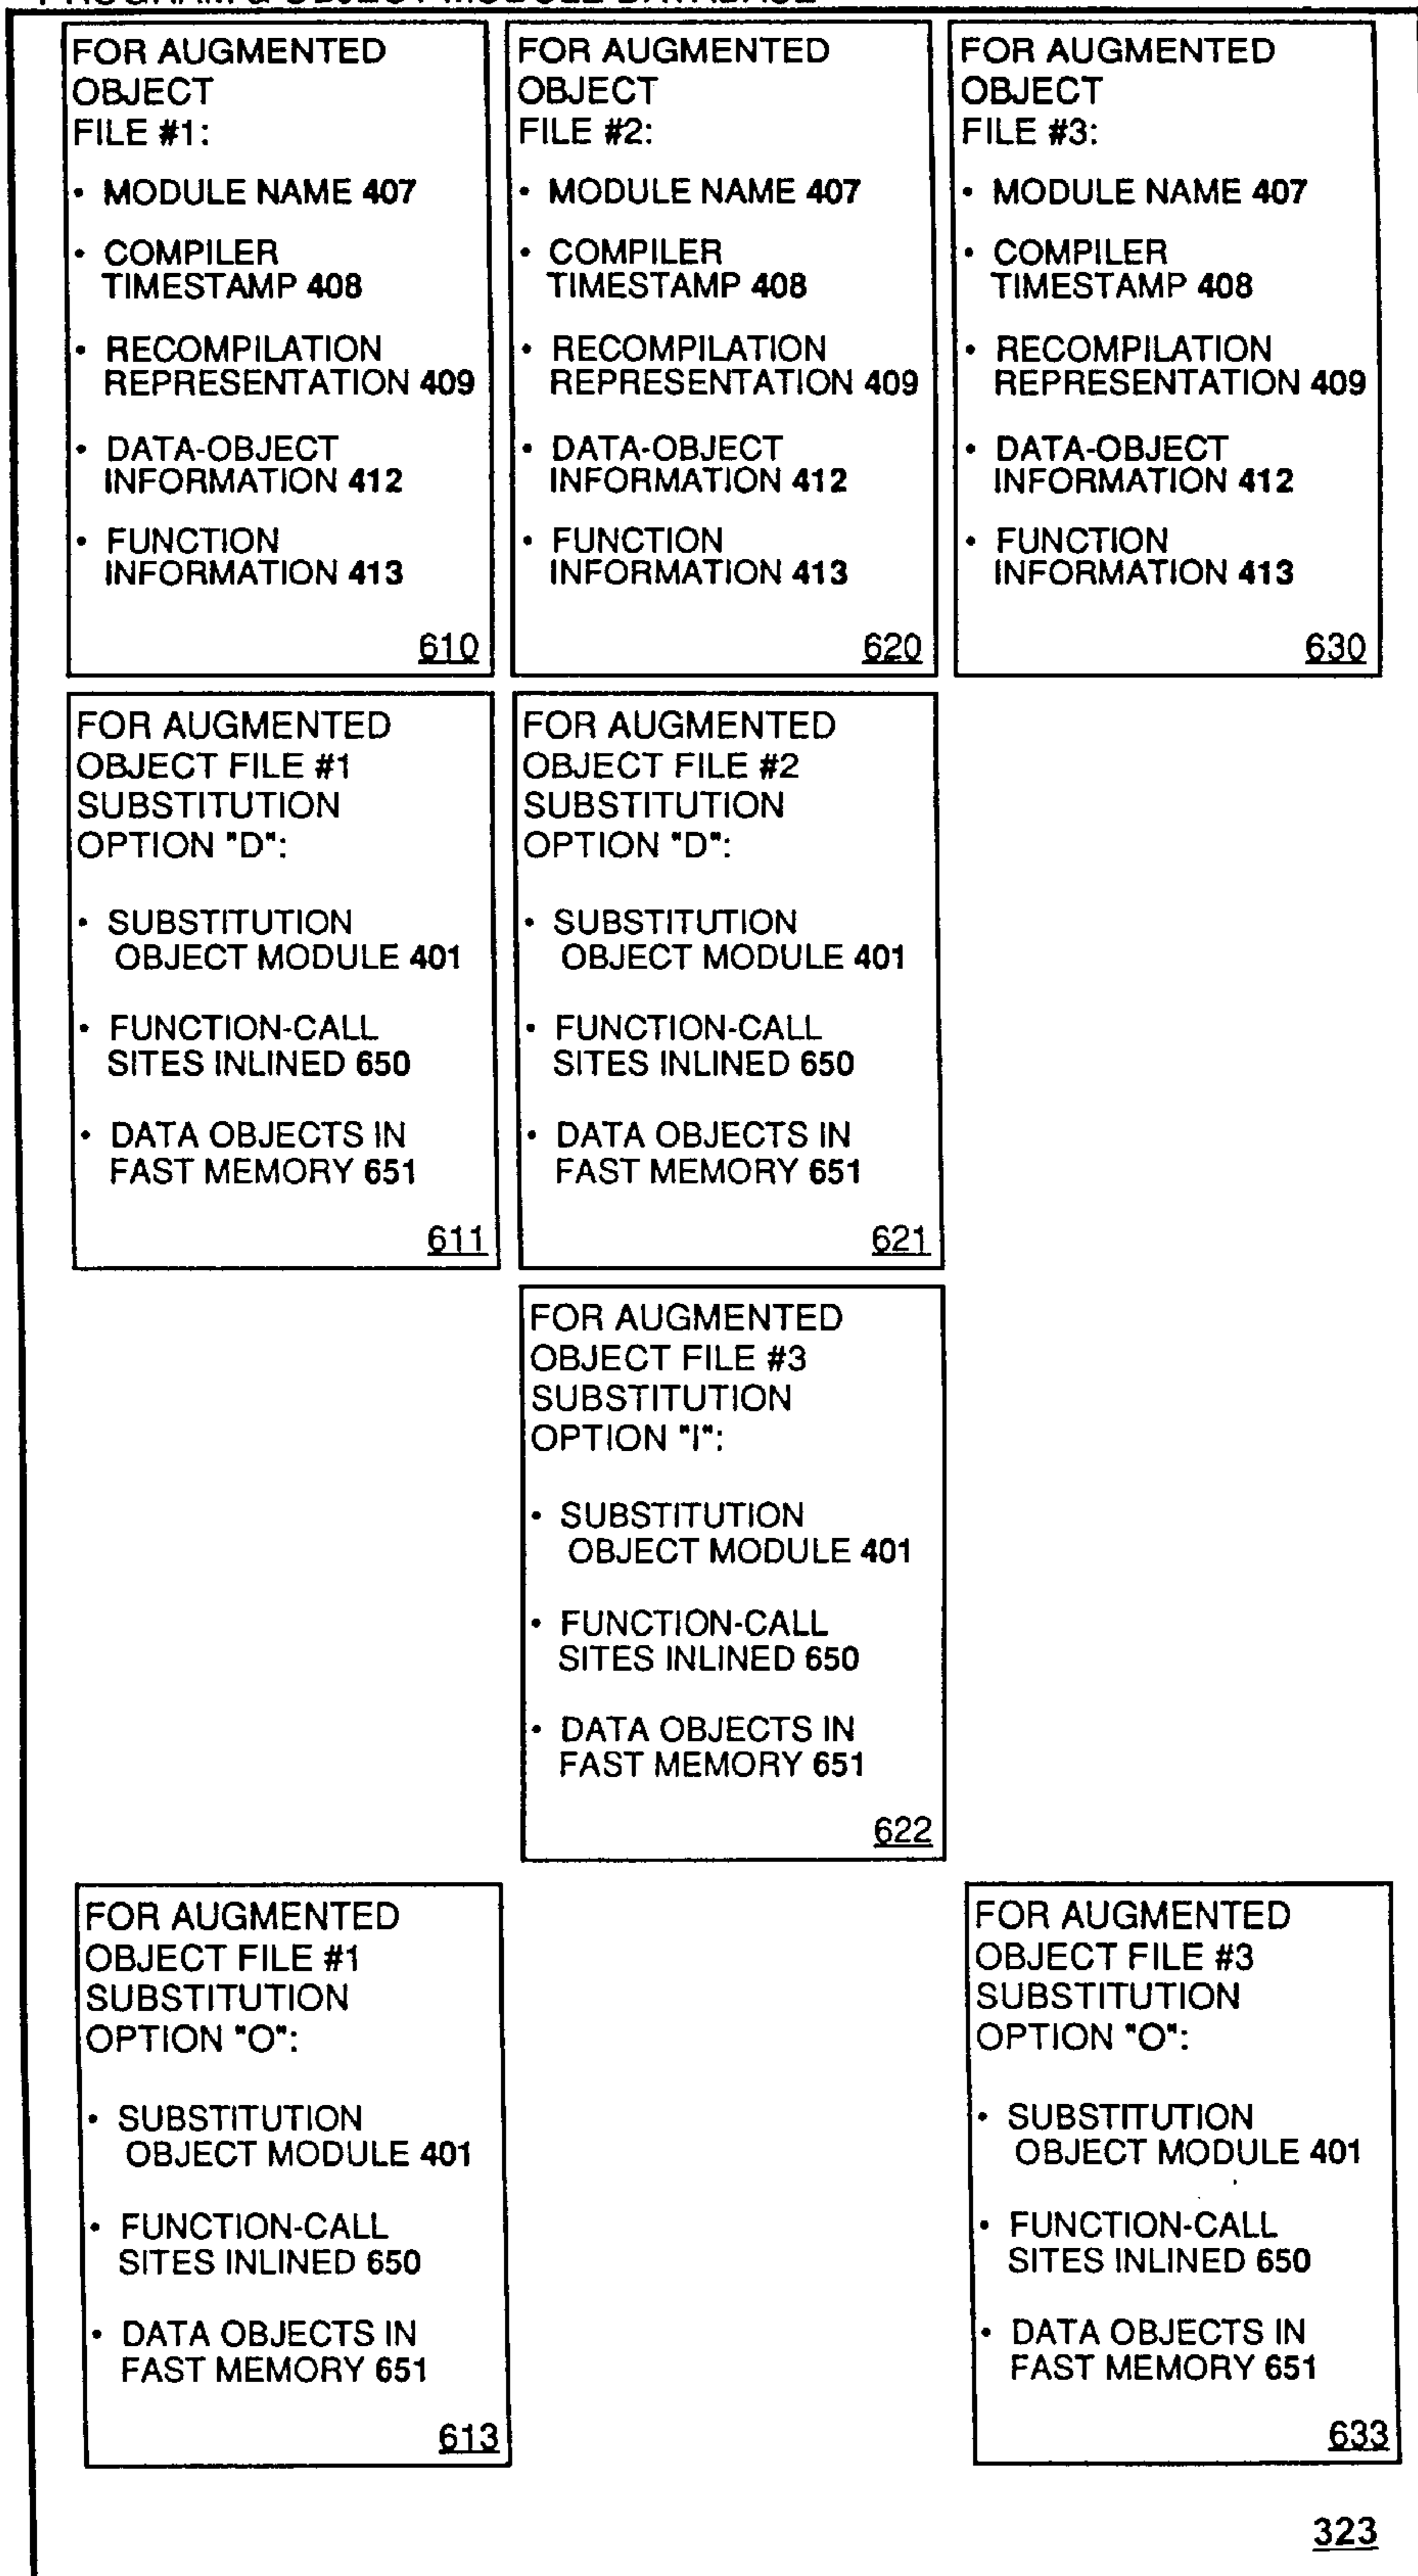 FOR AUGMENTED
OBJECT
FILE #1:
• MODULE NAME 407
• COMPILER
TIMESTAMP 408
• RECOMPILATION
REPRESENTATION 409
• DATA-OBJECT
INFORMATION 412
• FUNCTION
INFORMATION 413
610
FOR AUGMENTED
OBJECT
FILE #2:
• MODULE NAME 407
• COMPILER
TIMESTAMP 408
• RECOMPILATION
REPRESENTATION 409
• DATA-OBJECT
INFORMATION 412
• FUNCTION
INFORMATION 413
620
FOR AUGMENTED
OBJECT
FILE #3:
• MODULE NAME 407
• COMPILER
TIMESTAMP 408
• RECOMPILATION
REPRESENTATION 409
• DATA-OBJECT
INFORMATION 412
• FUNCTION
INFORMATION 413
630
FOR AUGMENTED
OBJECT FILE #1
SUBSTITUTION
OPTION "D":
• SUBSTITUTION
OBJECT MODULE 401
• FUNCTION-CALL
SITES INLINED 650
• DATA OBJECTS IN
FAST MEMORY 651
611
FOR AUGMENTED
OBJECT FILE #2
SUBSTITUTION
OPTION "D":
• SUBSTITUTION
OBJECT MODULE 401
• FUNCTION-CALL
SITES INLINED 650
• DATA OBJECTS IN
FAST MEMORY 651
621
FOR AUGMENTED
OBJECT FILE #3
SUBSTITUTION
OPTION "I":
• SUBSTITUTION
OBJECT MODULE 401
• FUNCTION-CALL
SITES INLINED 650
• DATA OBJECTS IN
FAST MEMORY 651
622
FOR AUGMENTED
OBJECT FILE #1
SUBSTITUTION
OPTION "O":
• SUBSTITUTION
OBJECT MODULE 401
• FUNCTION-CALL
SITES INLINED 650
• DATA OBJECTS IN
FAST MEMORY 651
613
FOR AUGMENTED
OBJECT FILE #3
SUBSTITUTION
OPTION "O":
• SUBSTITUTION
OBJECT MODULE 401
• FUNCTION-CALL
SITES INLINED 650
• DATA OBJECTS IN
FAST MEMORY 651
633
323